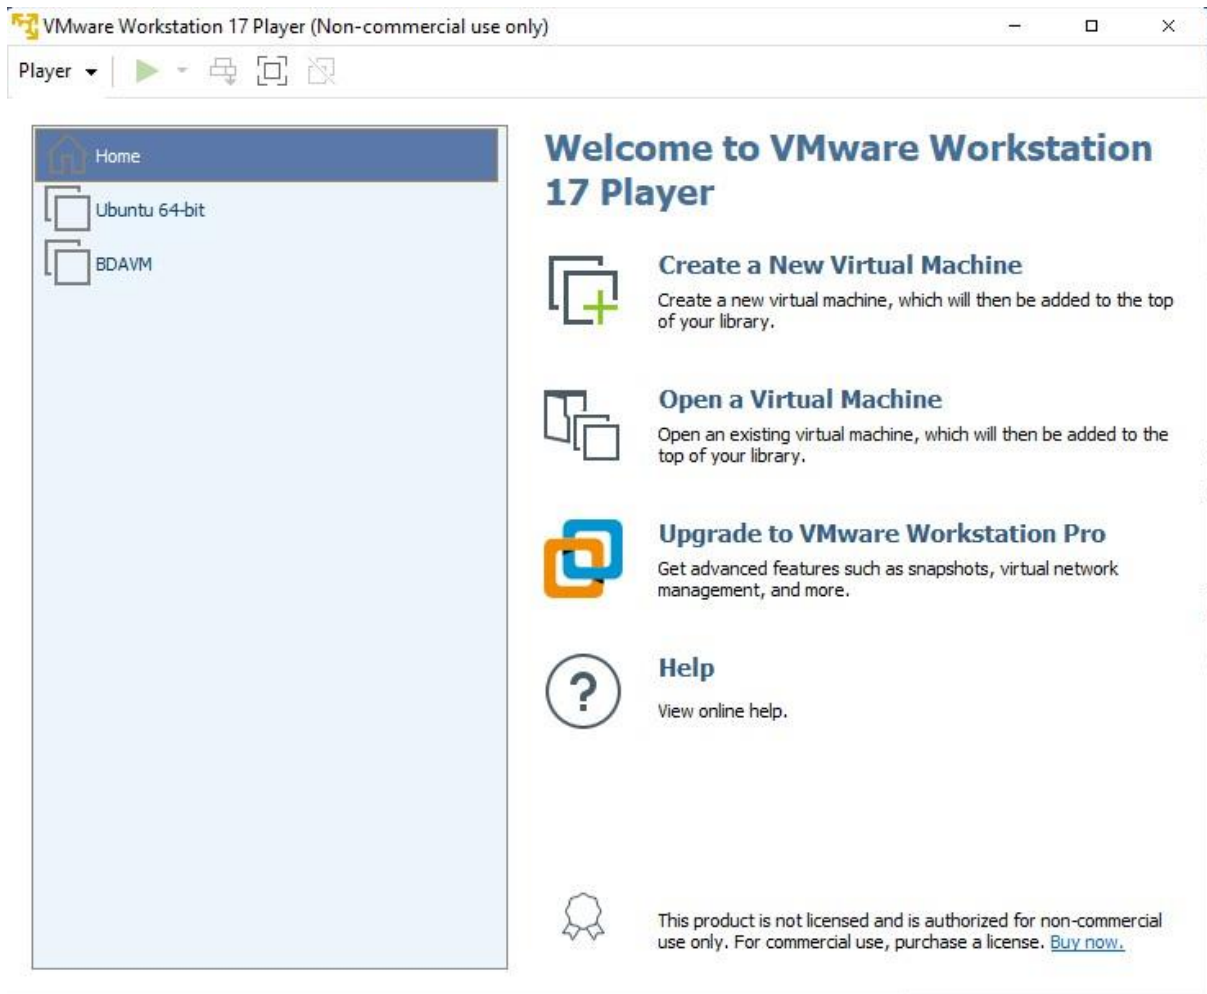 VMware Workstation 17 Player (Non-commercial use only)
Player
Home
Ubuntu 64-bit
BDAVM
Welcome to VMware Workstation
17 Player
Create a New Virtual Machine
Create a new virtual machine, which will then be added to the top
of your library.
Open a Virtual Machine
Open an existing virtual machine, which will then be added to the
top of your library.
Upgrade to VMware Workstation Pro
Get advanced features such as snapshots, virtual network
management, and more.
?
Help
View online help.
This product is not licensed and is authorized for non-commercial
use only. For commercial use, purchase a license. Buy now.